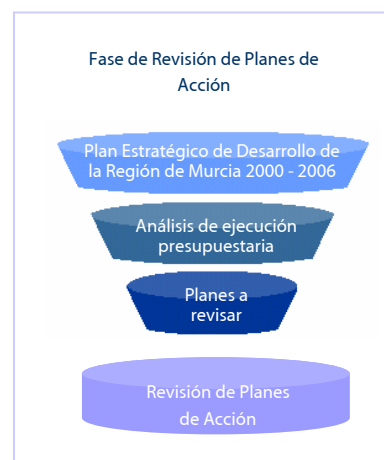 Fase de Revisión de Planes de
Acción
Plan Estratégico de Desarrollo de
la Región de Murcia 2000 - 2006
Análisis de ejecución
presupuestaria
Planes a
revisar
Revisión de Planes
de Acción